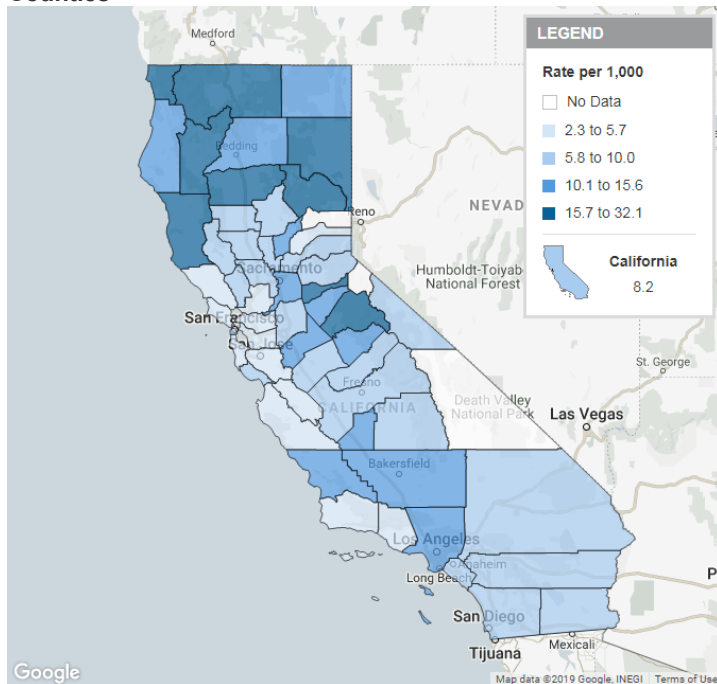 Counties
Medford
LEGEND
Rate per 1,000
No Data
2.3 to 5.7
5.8 to 10.0
10.1 to 15.6
15.7 to 32.1
California
8.2
Redding
NEVAD
Reno
Humboldt-Toiyab
National Forest
Sacramento
San Francisco
San Jose
St. George
Fresno
CALIFORNIA
Death Valley
National Park
Las Vegas
Bakersfield
Los Angeles
Anaheim
Long Beach
P
San Diego
Tijuana
Mexicali
Google
Map data ©2019 Google, INEGI
Terms of Use